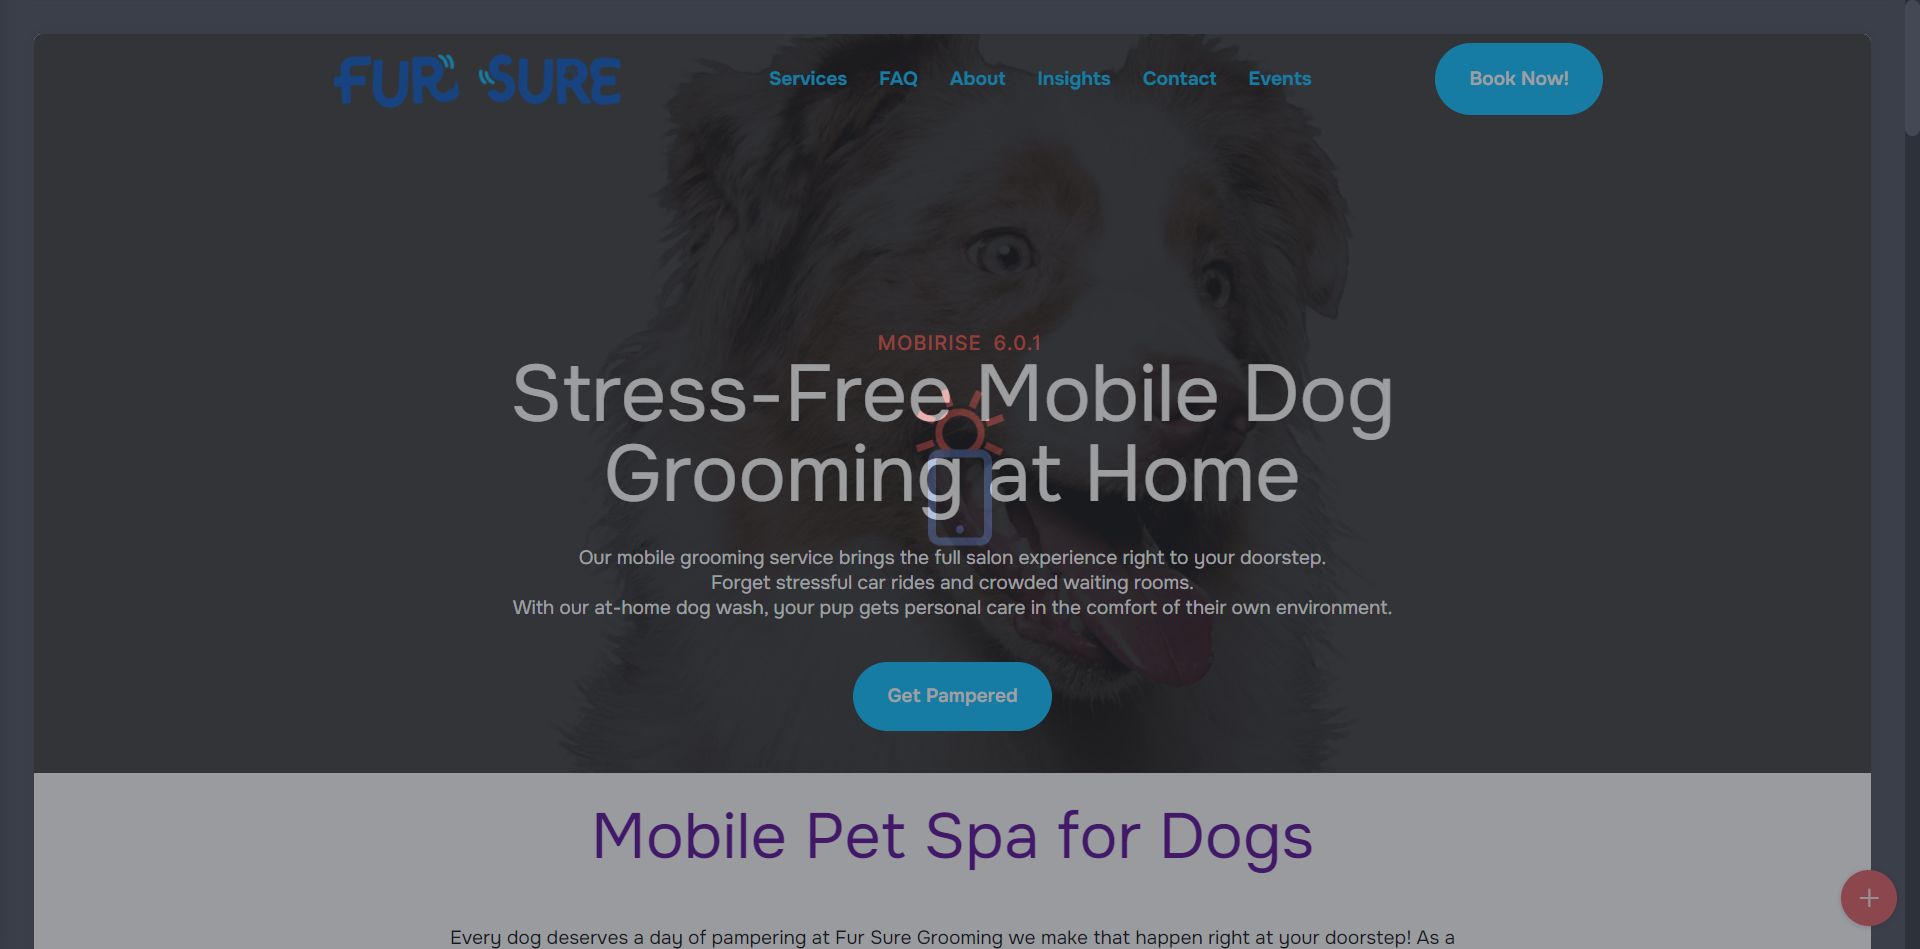 FUR SURE
Services FAQ About Insights Contact Events
Book Now!
MOBIRISE 6.0.1
Stress-Free Mobile Dog
Grooming at Home
Our mobile grooming service brings the full salon experience right to your doorstep.
Forget stressful car rides and crowded waiting rooms.
With our at-home dog wash, your pup gets personal care in the comfort of their own environment.
Get Pampered
Mobile Pet Spa for Dogs
Every dog deserves a day of pampering at Fur Sure Grooming we make that happen right at your doorstep! As a